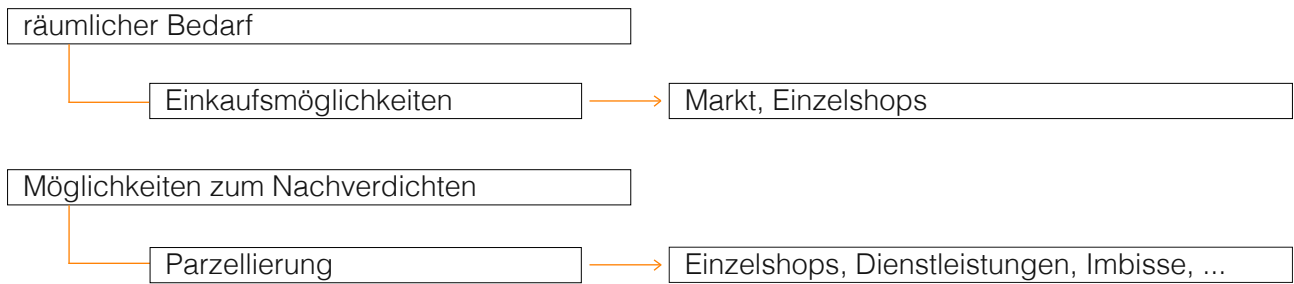 räumlicher Bedarf
Einkaufsmöglichkeiten
Markt, Einzelshops
Möglichkeiten zum Nachverdichten
Parzellierung
Einzelshops, Dienstleistungen, Imbisse, ...